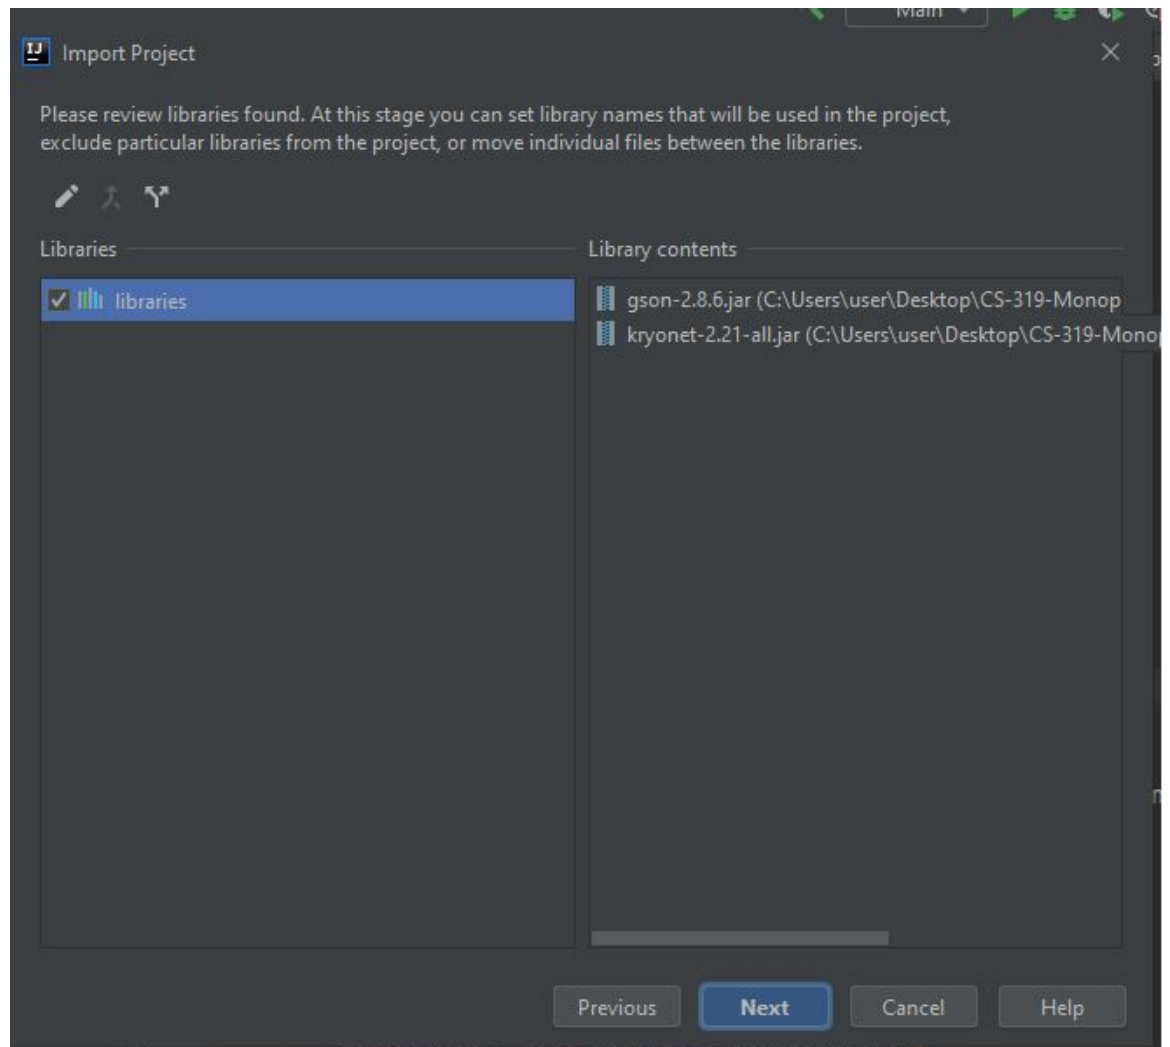 Main
Import Project
Please review libraries found. At this stage you can set library names that will be used in the project,
exclude particular libraries from the project, or move individual files between the libraries.
Libraries
Library contents
libraries
gson-2.8.6.jar (C:\Users\user\Desktop\CS-319-Monop
kryonet-2.21-all.jar (C:\Users\user\Desktop\CS-319-Monop
Previous
Next
Cancel
Help